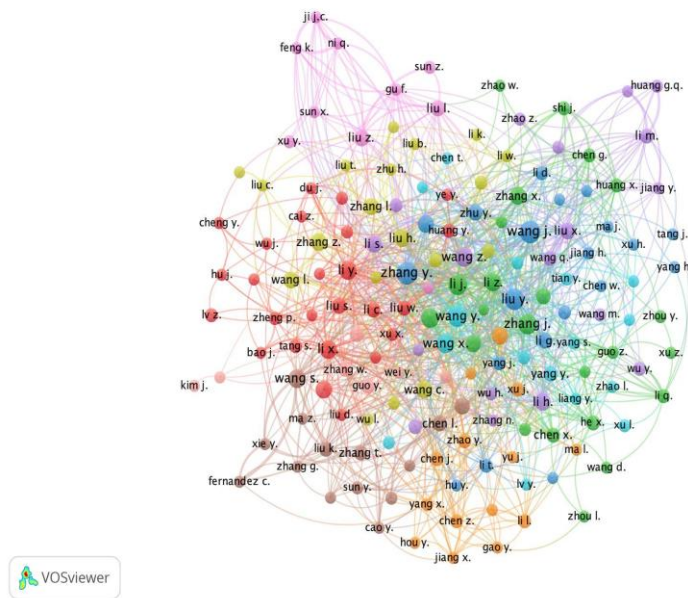 ji j.c.
feng k.
ni q.
sun z.
gu f.
zhao w.
huang g.q.
sun x.
liu l.
zhao z.
shi j.
xu y.
liu z.
liu b.
li k.
li m.
liu t.
zhu h.
chen t.
li w.
chen g.
liu c.
li d.
huang x.
jiang y.
du j.
zhang l.
ye y.
zhang x.
cheng y.
cai z.
zhu y.
wu j.
zhang z.
li s.
liu h.
huang y.
wang j.
liu x.
ma j.
tang j.
xu h.
hu j.
li y.
zhang y.
wang z.
wang q.
jiang h.
yang h.
wang l.
li j.
li z.
tian y.
chen w.
lv z.
liu s.
li c.
liu w.
liu y.
zheng p.
wang y.
zhang j.
wang m.
zhou y.
xu x.
wang x.
li g.
yang s.
bao j.
tang s.
li x.
guo z.
xu z.
zhang w.
wei y.
yang j.
yang y.
wu y.
kim j.
wang s.
guo y.
wang c.
wu h.
xu j.
zhao l.
li q.
li h.
liang y.
ma z.
liu d.
wu l.
chen l.
zhang n.
he x.
xu l.
xie y.
liu k.
zhang t.
zhao y.
chen x.
zhang g.
chen j.
yu j.
ma l.
li t.
wang d.
fernandez c.
sun y.
hu y.
lv y.
yang x.
cao y.
chen z.
li l.
zhou l.
hou y.
gao y.
jiang x.
VOSviewer